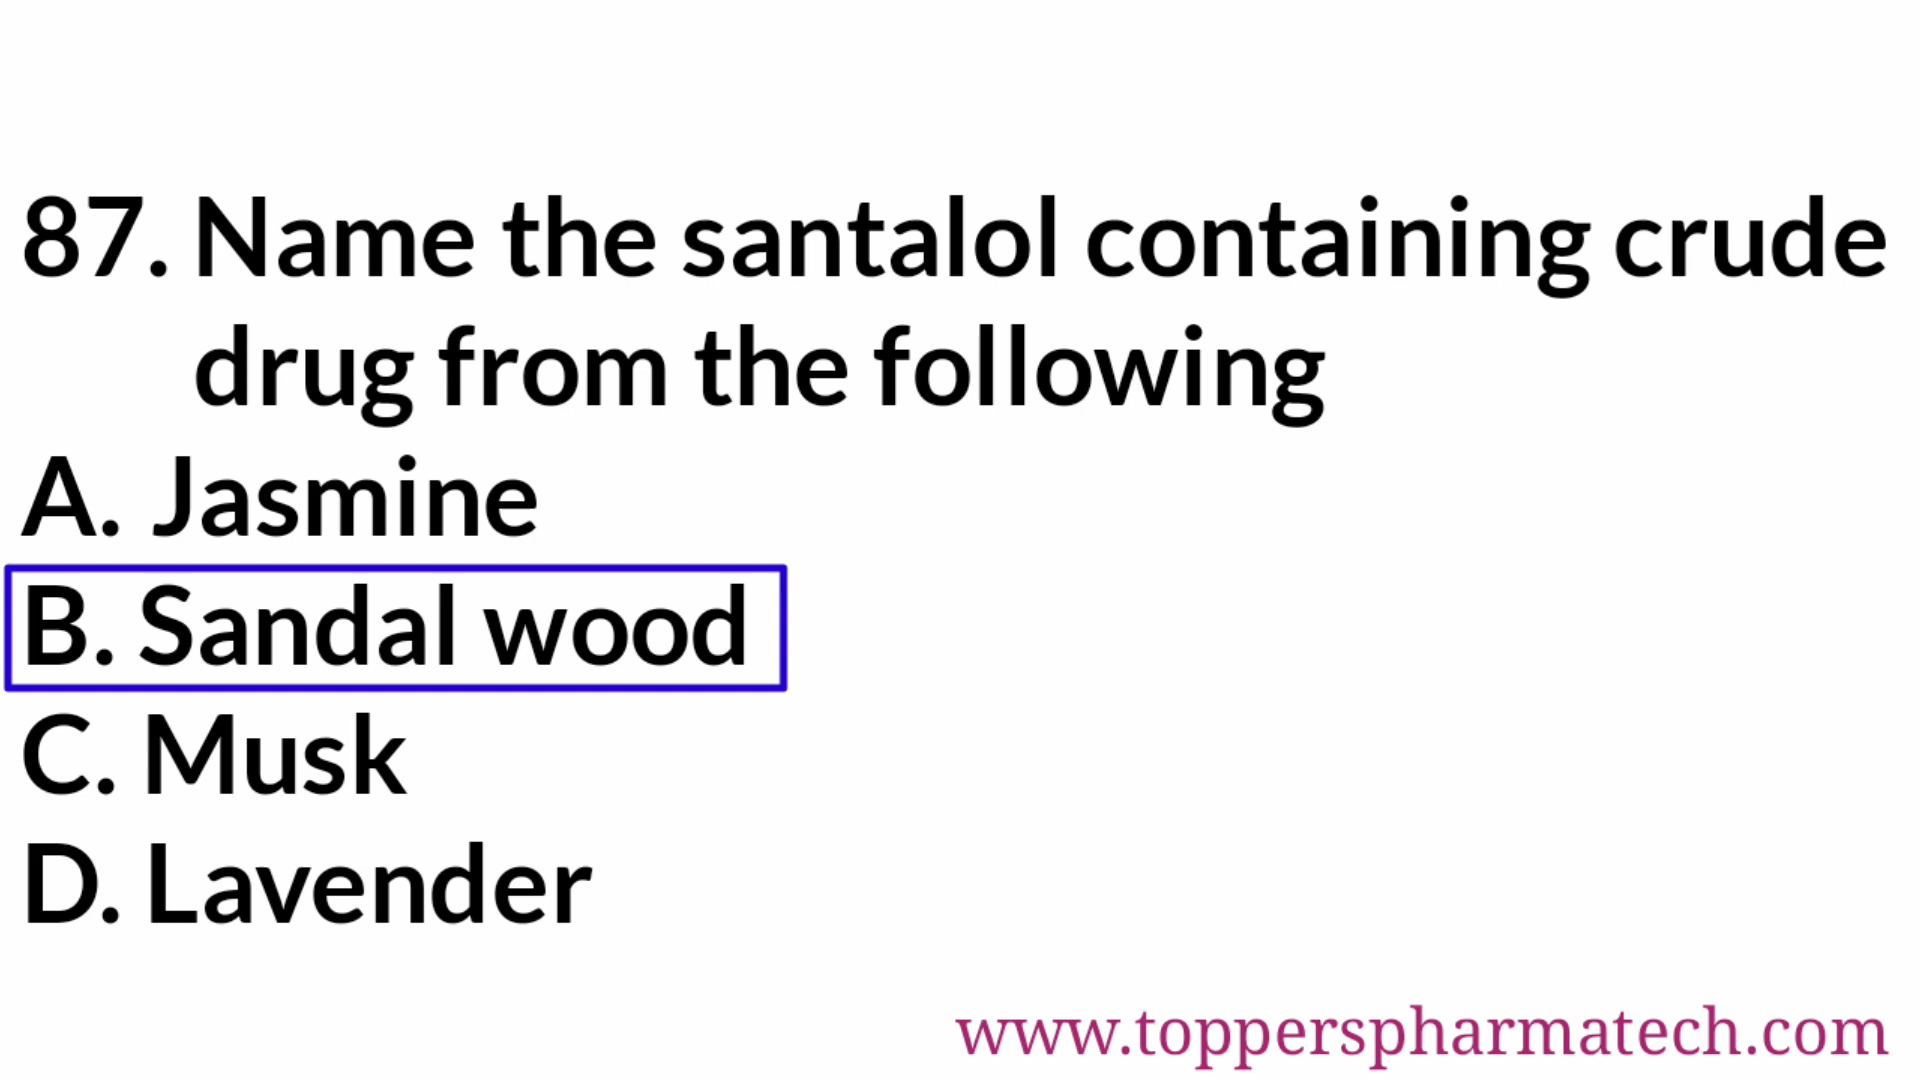 87. Name the santalol containing crude
drug from the following
A. Jasmine
B. Sandal wood
C. Musk
D. Lavender
www.topperspharmatech.com